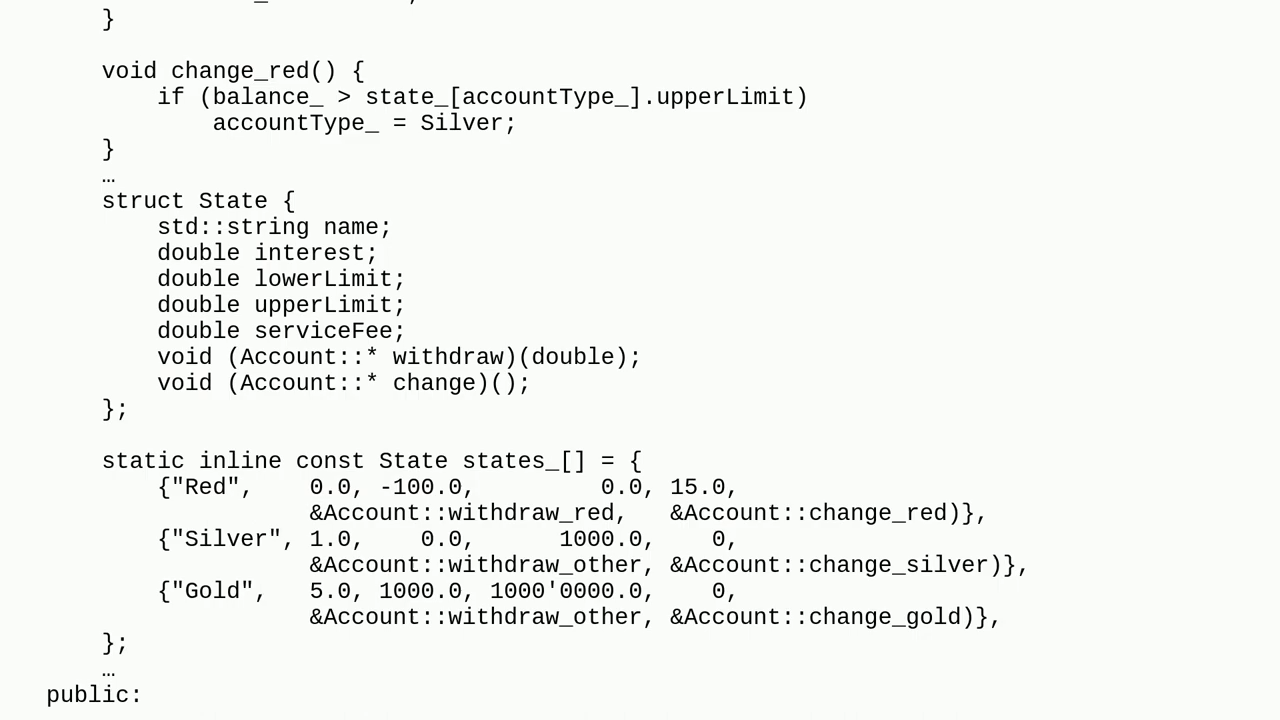 }
void change_red() {
if (balance_ > state_[accountType_].upperLimit)
accountType_ = Silver;
}
…
struct State {
std::string name;
double interest;
double lowerLimit;
double upperLimit;
double serviceFee;
void (Account::* withdraw)(double);
void (Account::* change)();
};
static inline const State states_[] = {
{"Red",    0.0, -100.0,         0.0, 15.0,
&Account::withdraw_red,   &Account::change_red)},
{"Silver", 1.0,    0.0,      1000.0,    0,
&Account::withdraw_other, &Account::change_silver)},
{"Gold",   5.0, 1000.0, 1000'0000.0,    0,
&Account::withdraw_other, &Account::change_gold)},
};
…
public: